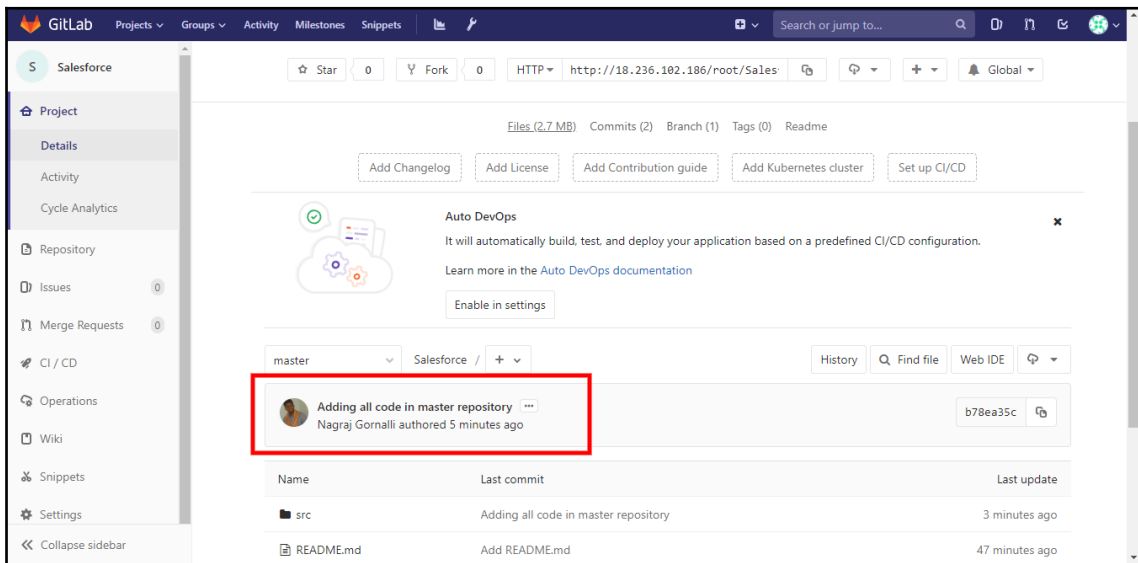 GitLab Projects Groups Activity Milestones Snippets Search or jump to...
S Salesforce
Star 0 Fork 0 HTTP http://18.236.102.186/root/Sales Global
Project
Details
Activity
Cycle Analytics
Repository
Issues 0
Merge Requests 0
CI / CD
Operations
Wiki
Snippets
Settings
Collapse sidebar
Files (2.7 MB) Commits (2) Branch (1) Tags (0) Readme
Add Changelog Add License Add Contribution guide Add Kubernetes cluster Set up CI/CD
Auto DevOps
It will automatically build, test, and deploy your application based on a predefined CI/CD configuration.
Learn more in the Auto DevOps documentation
Enable in settings
master Salesforce / + History Find file Web IDE
Adding all code in master repository ...
Nagraj Gornalli authored 5 minutes ago
b78ea35c
Name Last commit Last update
src Adding all code in master repository 3 minutes ago
README.md Add README.md 47 minutes ago